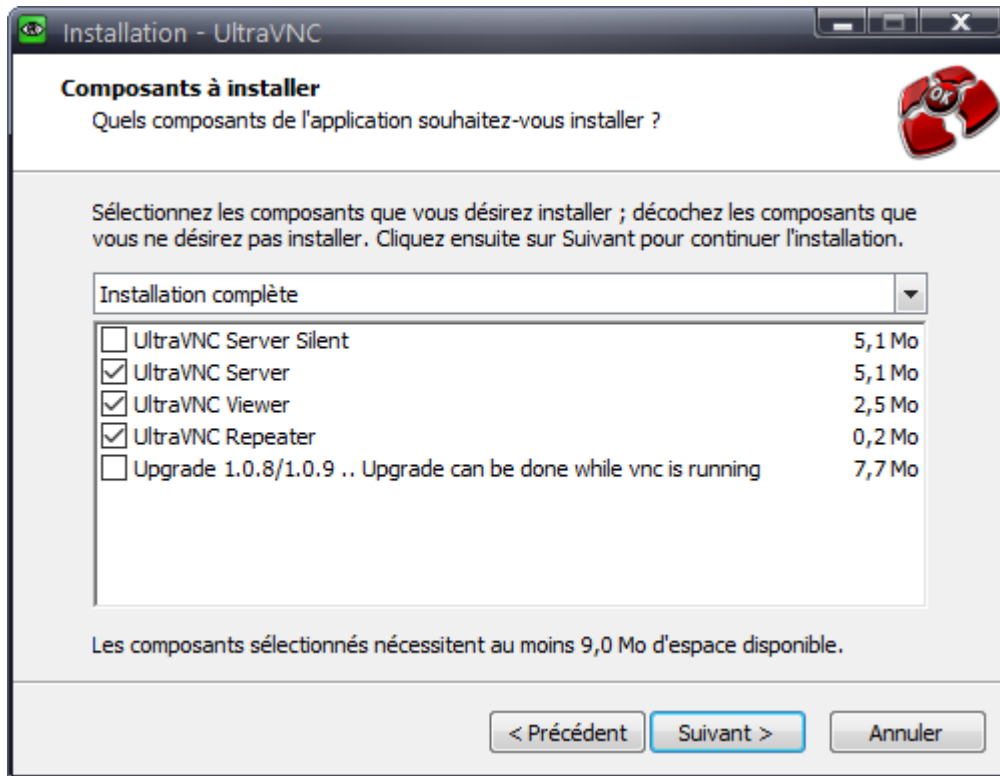 Installation - UltraVNC
Composants à installer
Quels composants de l'application souhaitez-vous installer ?
OK
Sélectionnez les composants que vous désirez installer ; décochez les composants que
vous ne désirez pas installer. Cliquez ensuite sur Suivant pour continuer l'installation.
Installation complète
UltraVNC Server Silent 5,1 Mo
UltraVNC Server 5,1 Mo
UltraVNC Viewer 2,5 Mo
UltraVNC Repeater 0,2 Mo
Upgrade 1.0.8/1.0.9 .. Upgrade can be done while vnc is running 7,7 Mo
Les composants sélectionnés nécessitent au moins 9,0 Mo d'espace disponible.
< Précédent Suivant > Annuler